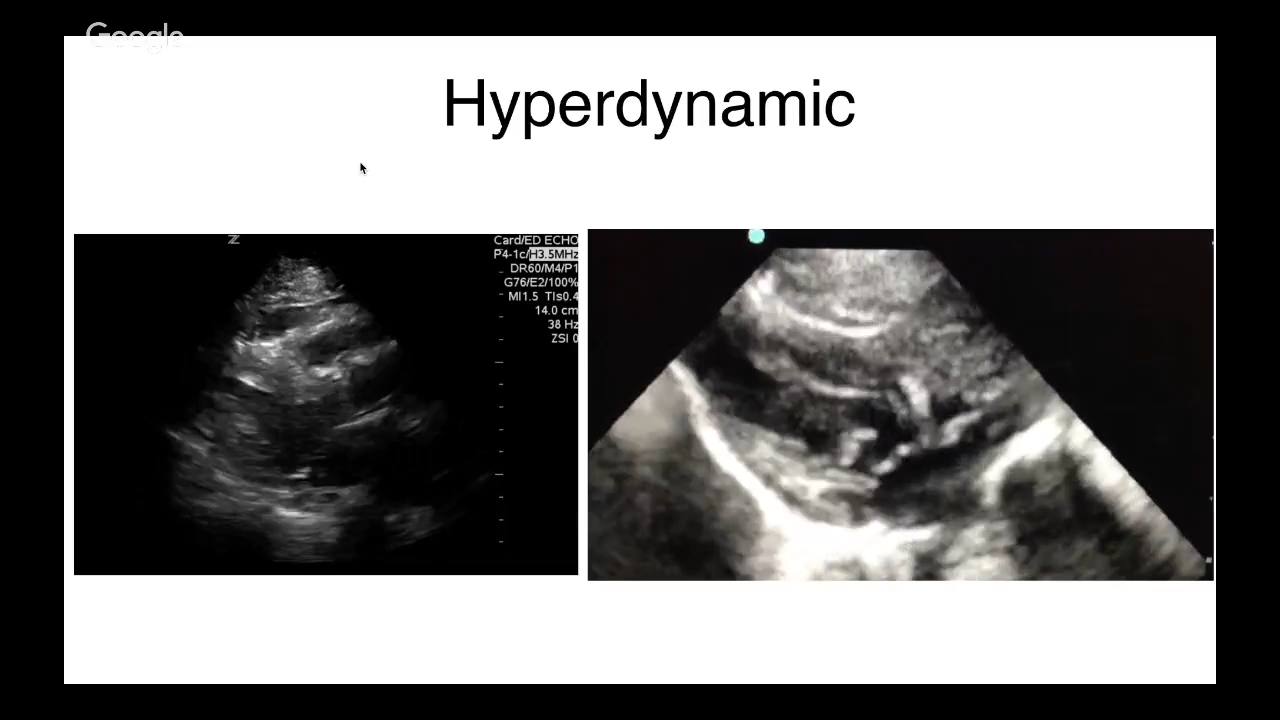 Google
Hyperdynamic
Z
Card/ED ECHO
P4-1c/H3.5MHz
DR60/M4/P1
G76/E2/100%
MI1.5 TIs0.4
14.0 cm
38 Hz
ZSI 0